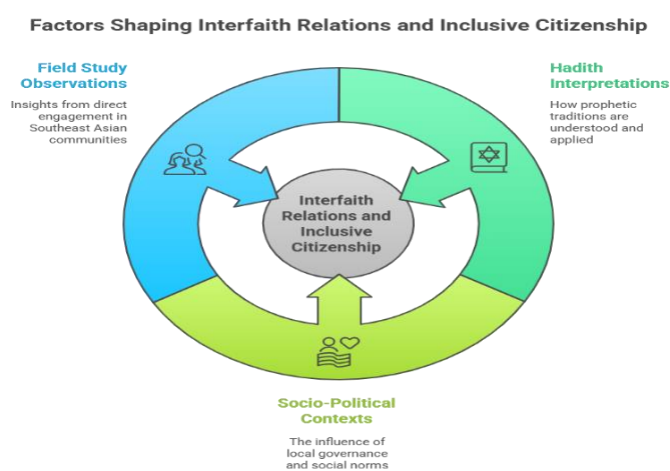 Factors Shaping Interfaith Relations and Inclusive Citizenship
Field Study
Observations
Insights from direct
engagement in
Southeast Asian
communities
Hadith
Interpretations
How prophetic
traditions are
understood and
applied
Interfaith
Relations and
Inclusive
Citizenship
Socio-Political
Contexts
The influence of
local governance
and social norms